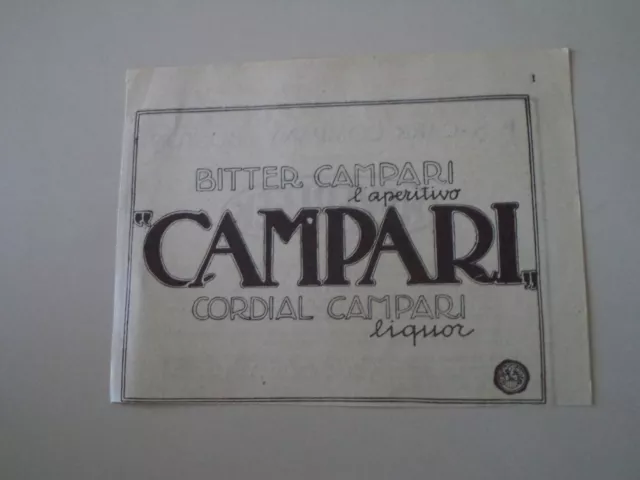 BITTER CAMPARI
l'aperitivo
"CAMPARI"
CORDIAL CAMPARI
liquor